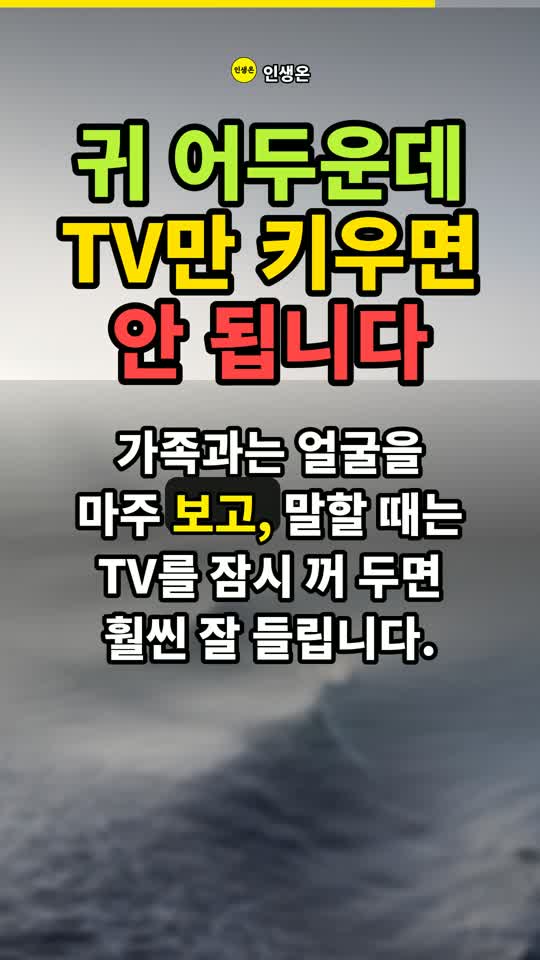 인생온 인생온
귀 어두운데
TV만 키우면
안 됩니다
가족과는 얼굴을
마주 보고, 말할 때는
TV를 잠시 꺼 두면
훨씬 잘 들립니다.